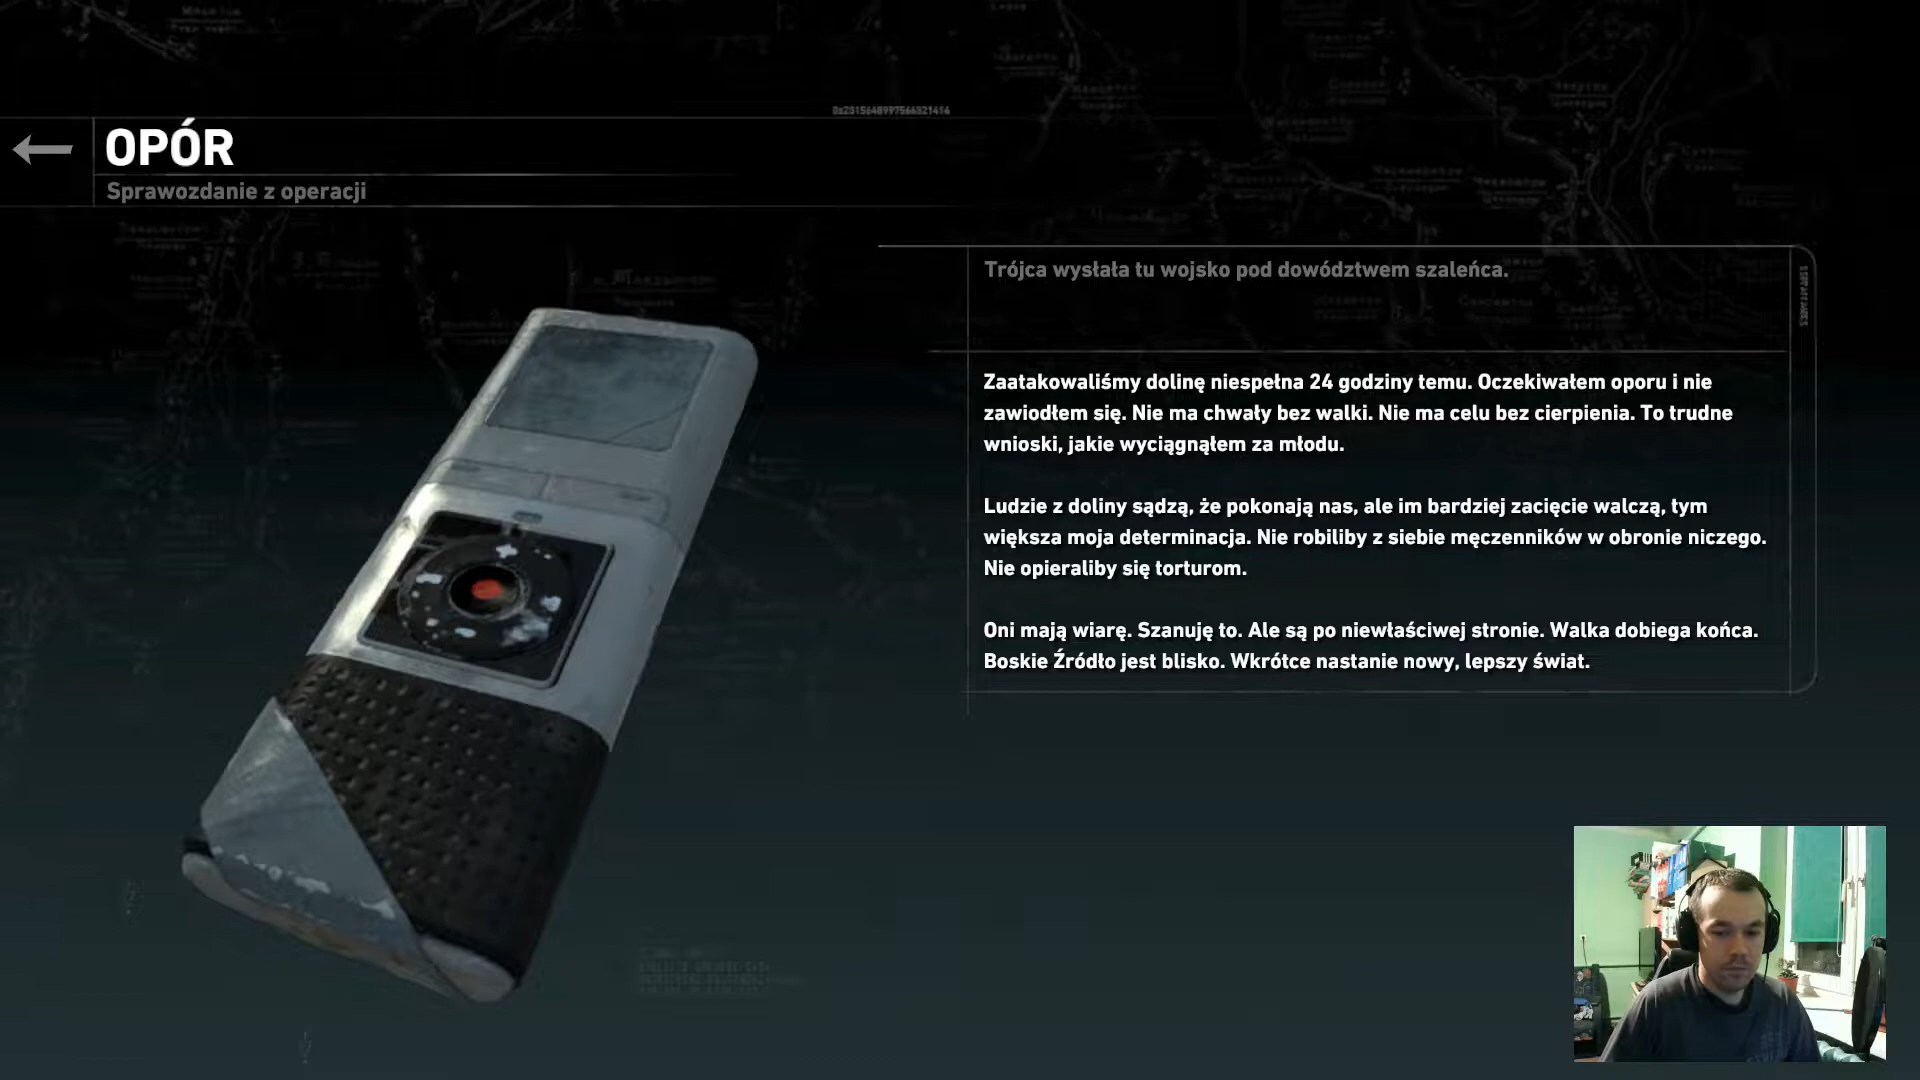 0x2315648997566321416
OPÓR
Sprawozdanie z operacji
Trójca wysłała tu wojsko pod dowództwem szaleńca.
Zaatakowaliśmy dolinę niespełna 24 godziny temu. Oczekiwałem oporu i nie
zawiodłem się. Nie ma chwały bez walki. Nie ma celu bez cierpienia. To trudne
wnioski, jakie wyciągnąłem za młodu.
Ludzie z doliny sądzą, że pokonają nas, ale im bardziej zacięcie walczą, tym
większa moja determinacja. Nie robiliby z siebie męczenników w obronie niczego.
Nie opieraliby się torturom.
Oni mają wiarę. Szanuję to. Ale są po niewłaściwej stronie. Walka dobiega końca.
Boskie Źródło jest blisko. Wkrótce nastanie nowy, lepszy świat.